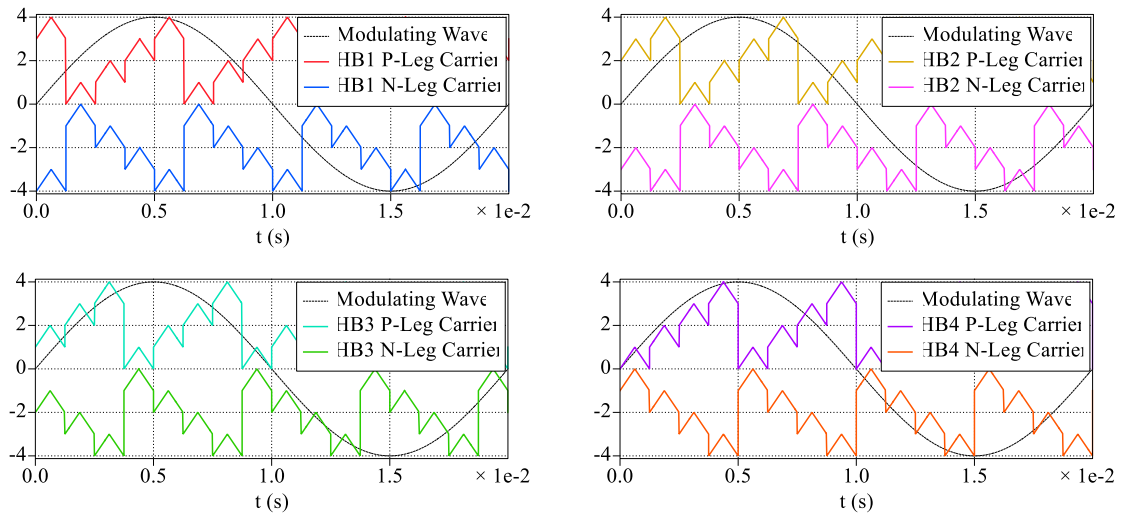 4
2
0
-2
-4
0.0 0.5 1.0 1.5 × 1e-2
t (s)
Modulating Wave
HB1 P-Leg Carrier
HB1 N-Leg Carrier
4
2
0
-2
-4
0.0 0.5 1.0 1.5 × 1e-2
t (s)
Modulating Wave
HB2 P-Leg Carrier
HB2 N-Leg Carrier
4
2
0
-2
-4
0.0 0.5 1.0 1.5 × 1e-2
t (s)
Modulating Wave
HB3 P-Leg Carrier
HB3 N-Leg Carrier
4
2
0
-2
-4
0.0 0.5 1.0 1.5 × 1e-2
t (s)
Modulating Wave
HB4 P-Leg Carrier
HB4 N-Leg Carrier